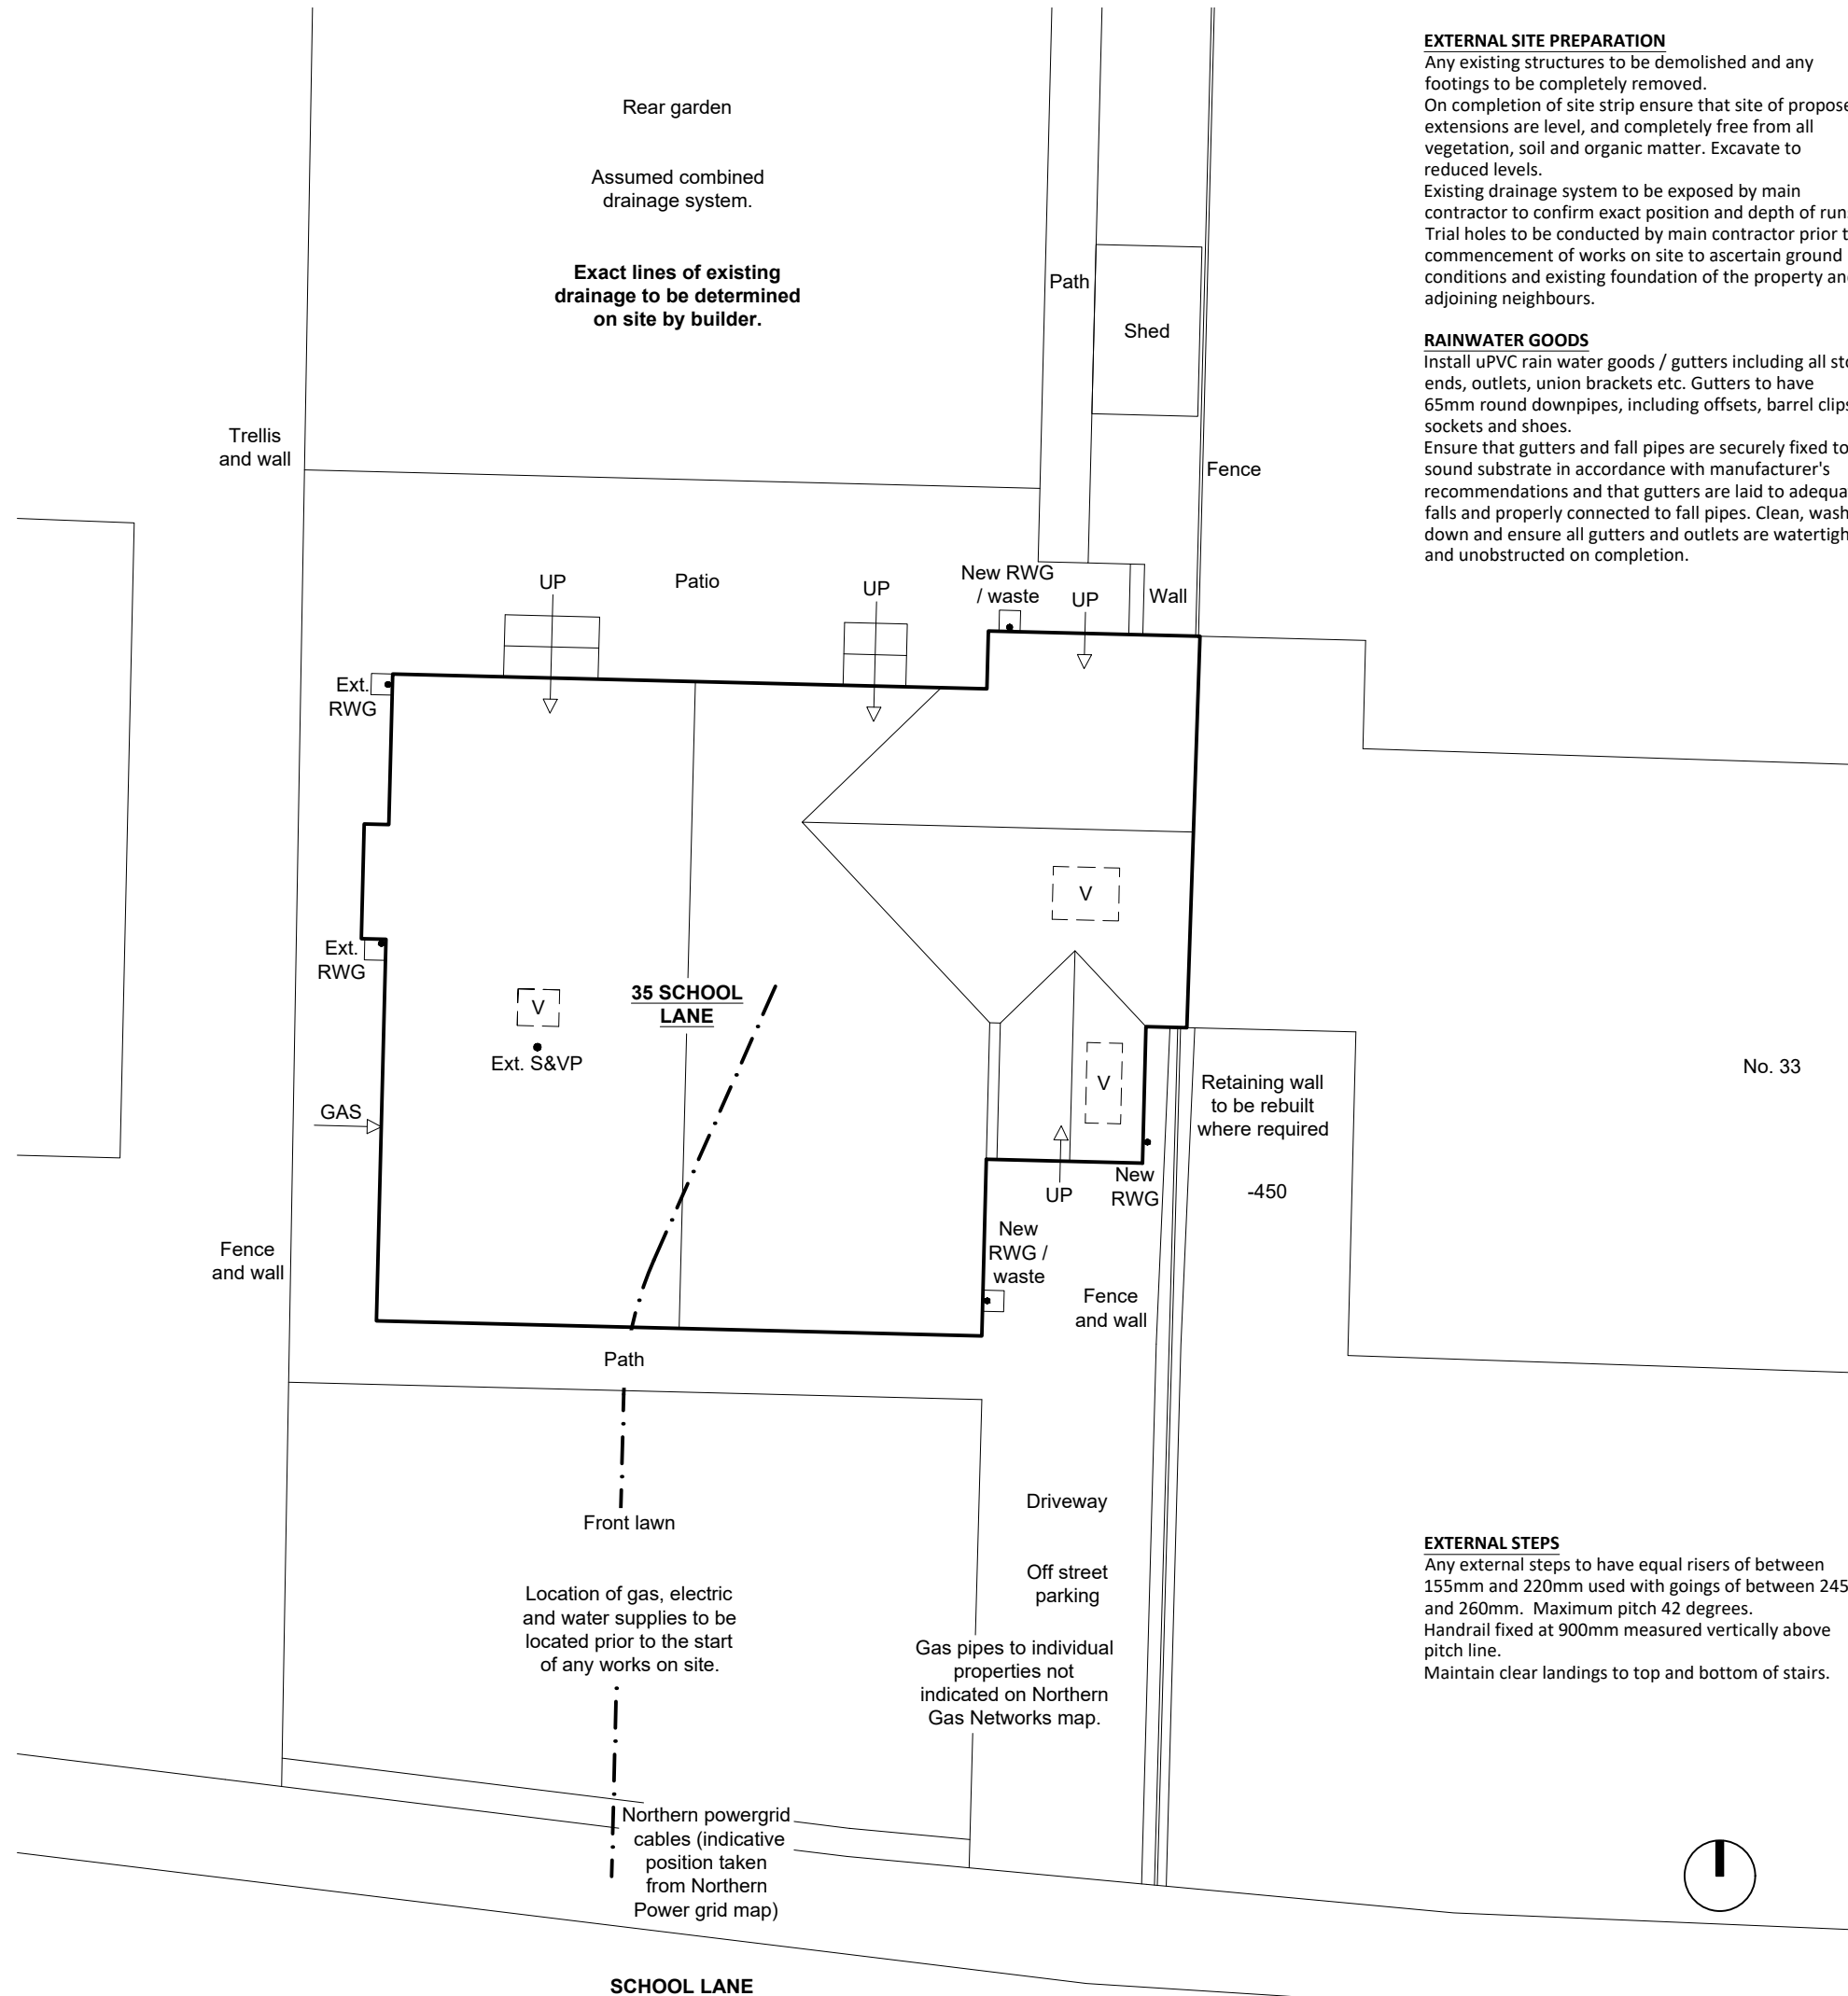 EXTERNAL SITE PREPARATION
Any existing structures to be demolished and any
footings to be completely removed.
On completion of site strip ensure that site of propose
extensions are level, and completely free from all
vegetation, soil and organic matter. Excavate to
reduced levels.
Existing drainage system to be exposed by main
contractor to confirm exact position and depth of run
Trial holes to be conducted by main contractor prior t
commencement of works on site to ascertain ground
conditions and existing foundation of the property an
adjoining neighbours.
RAINWATER GOODS
Install uPVC rain water goods / gutters including all sto
ends, outlets, union brackets etc. Gutters to have
65mm round downpipes, including offsets, barrel clips
sockets and shoes.
Ensure that gutters and fall pipes are securely fixed to
sound substrate in accordance with manufacturer's
recommendations and that gutters are laid to adequa
falls and properly connected to fall pipes. Clean, wash
down and ensure all gutters and outlets are watertigh
and unobstructed on completion.
Rear garden
Assumed combined
drainage system.
Exact lines of existing
drainage to be determined
on site by builder.
Path
Shed
Trellis
and wall
Fence
UP
Patio
UP
New RWG
/ waste
UP
Wall
Ext.
RWG
V
Ext.
RWG
35 SCHOOL
LANE
V
Ext. S&VP
V
GAS
Retaining wall
to be rebuilt
where required
No. 33
-450
UP
New
RWG
New
RWG /
waste
Fence
and wall
Fence
and wall
Path
Front lawn
Driveway
Off street
parking
Location of gas, electric
and water supplies to be
located prior to the start
of any works on site.
Gas pipes to individual
properties not
indicated on Northern
Gas Networks map.
EXTERNAL STEPS
Any external steps to have equal risers of between
155mm and 220mm used with goings of between 245
and 260mm.  Maximum pitch 42 degrees.
Handrail fixed at 900mm measured vertically above
pitch line.
Maintain clear landings to top and bottom of stairs.
Northern powergrid
cables (indicative
position taken
from Northern
Power grid map)
SCHOOL LANE